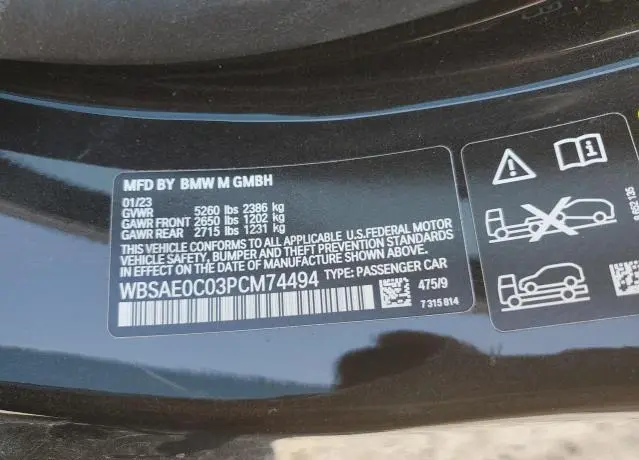 MFD BY BMW M GMBH
01/23
GVWR 5260 lbs 2386 kg
GAWR FRONT 2650 lbs 1202 kg
GAWR REAR 2715 lbs 1231 kg
THIS VEHICLE CONFORMS TO ALL APPLICABLE U.S.FEDERAL MOTOR
VEHICLE SAFETY, BUMPER AND THEFT PREVENTION STANDARDS
IN EFFECT ON THE DATE OF MANUFACTURE SHOWN ABOVE.
WBSAE0C03PCM74494 TYPE: PASSENGER CAR
475/9
7 315 814